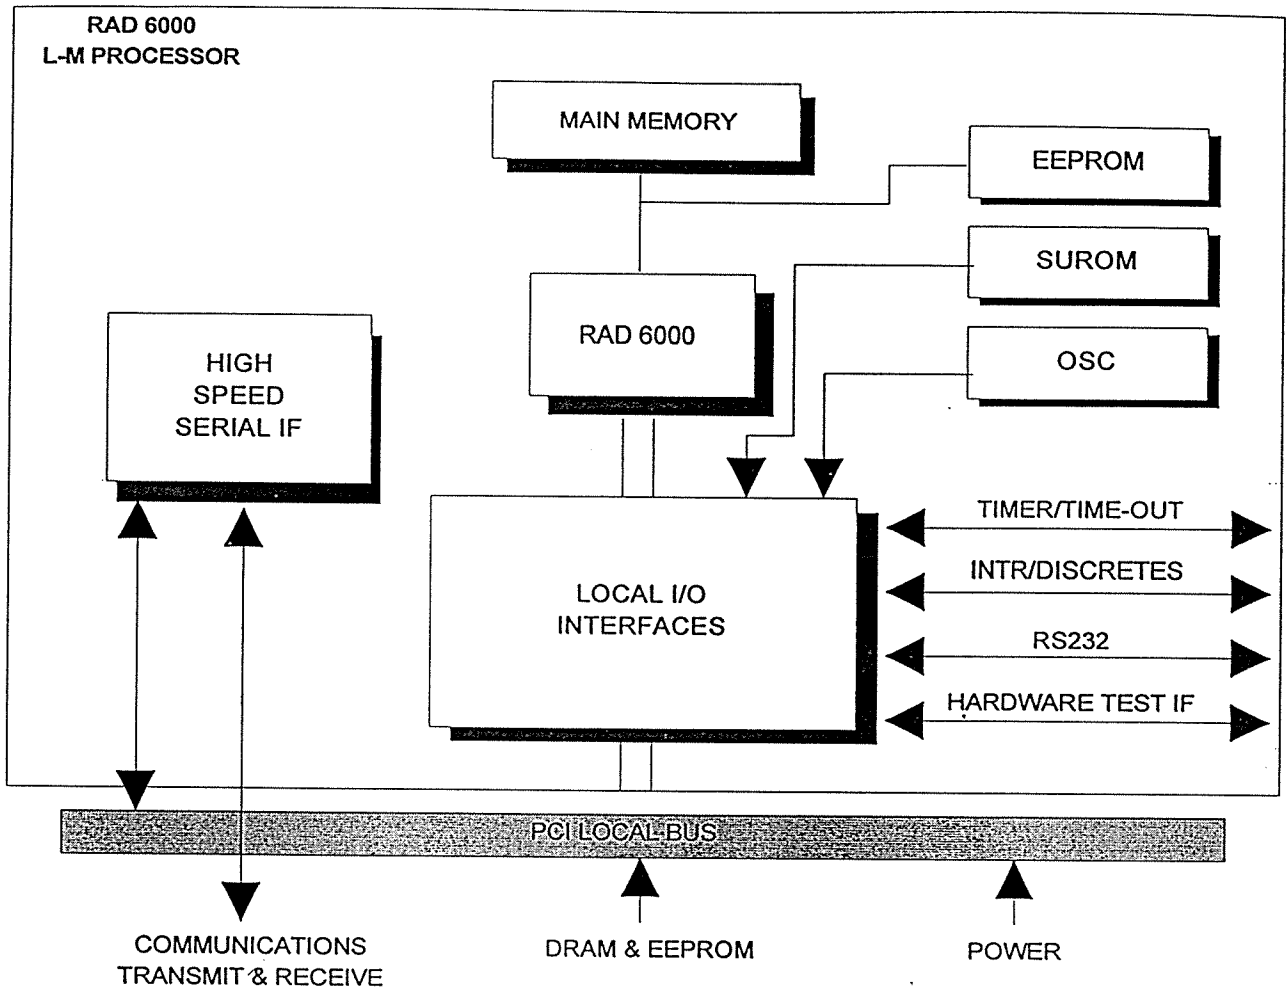 RAD 6000
L-M PROCESSOR
MAIN MEMORY
EEPROM
SUROM
RAD 6000
OSC
HIGH
SPEED
SERIAL IF
TIMER/TIME-OUT
INTR/DISCRETES
LOCAL I/O
INTERFACES
RS232
HARDWARE TEST IF
PCI LOCAL BUS
COMMUNICATIONS
TRANSMIT & RECEIVE
DRAM & EEPROM
POWER